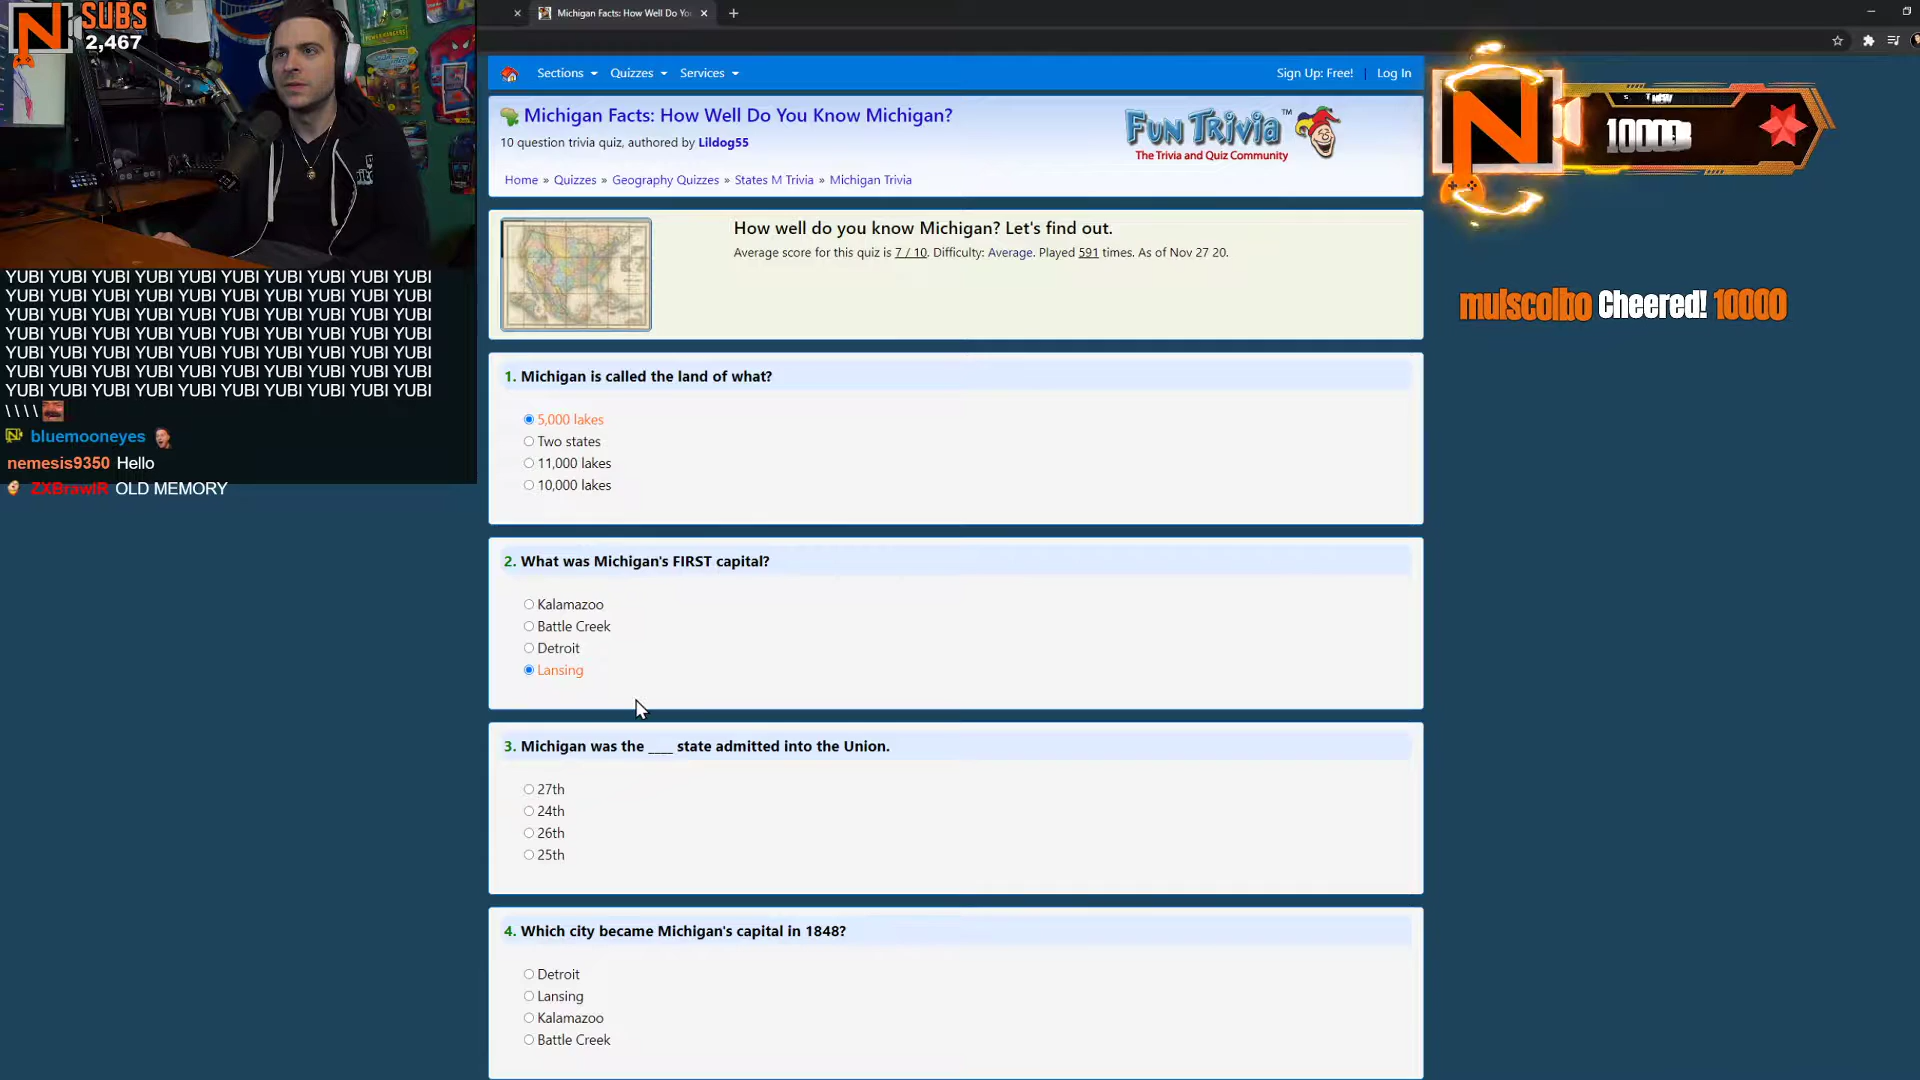 SUBS
2,467
Michigan Facts: How Well Do Yo
Sections Quizzes Services
Sign Up: Free! Log In
Michigan Facts: How Well Do You Know Michigan?
10 question trivia quiz, authored by Lildog55
FUN TRIVIA ™
The Trivia and Quiz Community
Home » Quizzes » Geography Quizzes » States M Trivia » Michigan Trivia
How well do you know Michigan? Let's find out.
Average score for this quiz is 7 / 10. Difficulty: Average. Played 591 times. As of Nov 27 20.
1. Michigan is called the land of what?
5,000 lakes
Two states
11,000 lakes
10,000 lakes
2. What was Michigan's FIRST capital?
Kalamazoo
Battle Creek
Detroit
Lansing
3. Michigan was the ____ state admitted into the Union.
27th
24th
26th
25th
4. Which city became Michigan's capital in 1848?
Detroit
Lansing
Kalamazoo
Battle Creek
YUBI YUBI YUBI YUBI YUBI YUBI YUBI YUBI YUBI YUBI
YUBI YUBI YUBI YUBI YUBI YUBI YUBI YUBI YUBI YUBI
YUBI YUBI YUBI YUBI YUBI YUBI YUBI YUBI YUBI YUBI
YUBI YUBI YUBI YUBI YUBI YUBI YUBI YUBI YUBI YUBI
YUBI YUBI YUBI YUBI YUBI YUBI YUBI YUBI YUBI YUBI
YUBI YUBI YUBI YUBI YUBI YUBI YUBI YUBI YUBI YUBI
YUBI YUBI YUBI YUBI YUBI YUBI YUBI YUBI YUBI YUBI
\ \ \ \
bluemooneyes
nemesis9350 Hello
ZXBrawlR OLD MEMORY
N
mulscolbo Cheered! 10000